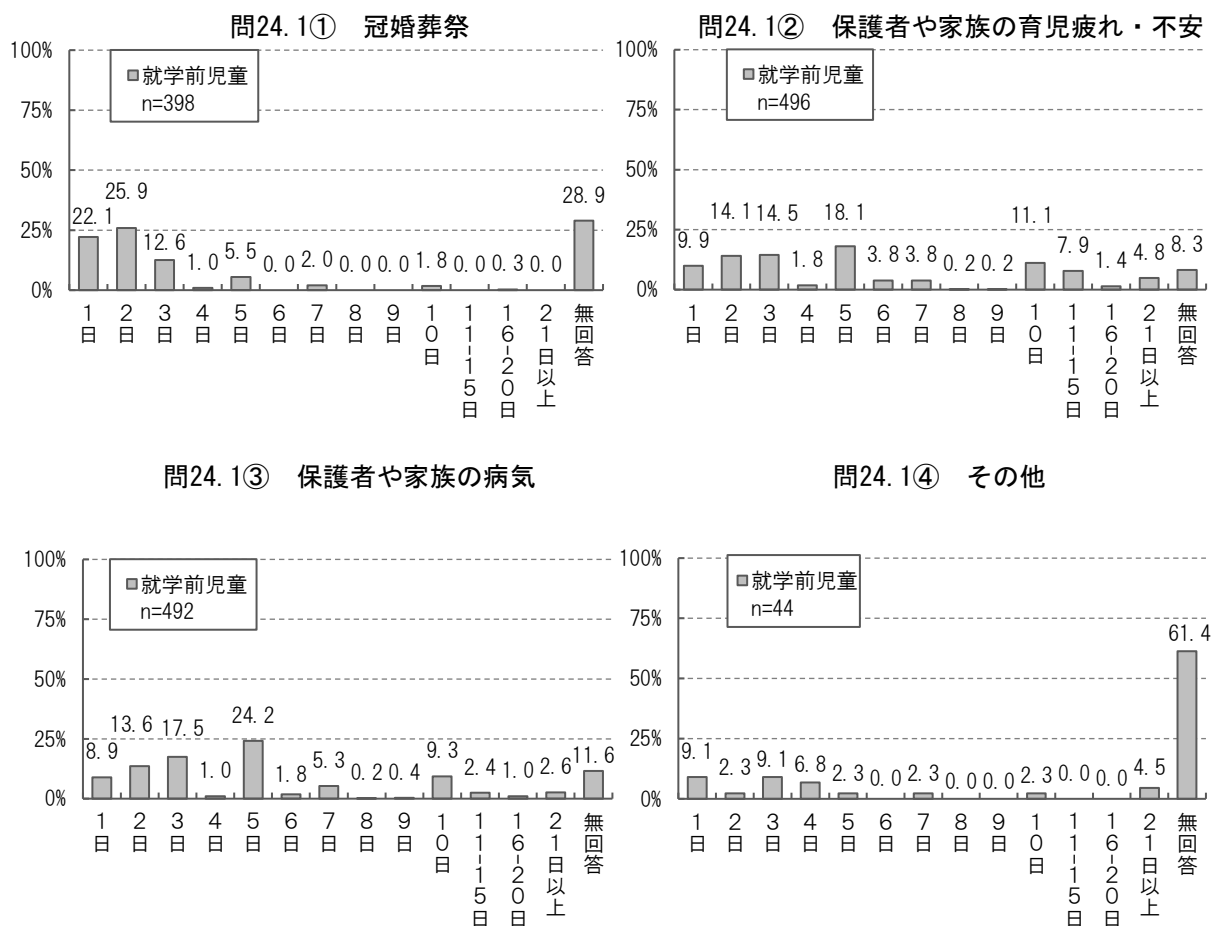 問24.1① 冠婚葬祭
100%
75%
50%
25%
0%
就学前児童
n=398
22.1
25.9
12.6
1.0
5.5
0.0
2.0
0.0
0.0
1.8
0.0
0.3
0.0
28.9
1日
2日
3日
4日
5日
6日
7日
8日
9日
10日
11-15日
16-20日
21日以上
無回答
問24.1② 保護者や家族の育児疲れ・不安
100%
75%
50%
25%
0%
就学前児童
n=496
9.9
14.1
14.5
1.8
18.1
3.8
3.8
0.2
0.2
11.1
7.9
1.4
4.8
8.3
1日
2日
3日
4日
5日
6日
7日
8日
9日
10日
11-15日
16-20日
21日以上
無回答
問24.1③ 保護者や家族の病気
100%
75%
50%
25%
0%
就学前児童
n=492
8.9
13.6
17.5
1.0
24.2
1.8
5.3
0.2
0.4
9.3
2.4
1.0
2.6
11.6
1日
2日
3日
4日
5日
6日
7日
8日
9日
10日
11-15日
16-20日
21日以上
無回答
問24.1④ その他
100%
75%
50%
25%
0%
就学前児童
n=44
9.1
2.3
9.1
6.8
2.3
0.0
2.3
0.0
0.0
2.3
0.0
0.0
4.5
61.4
1日
2日
3日
4日
5日
6日
7日
8日
9日
10日
11-15日
16-20日
21日以上
無回答